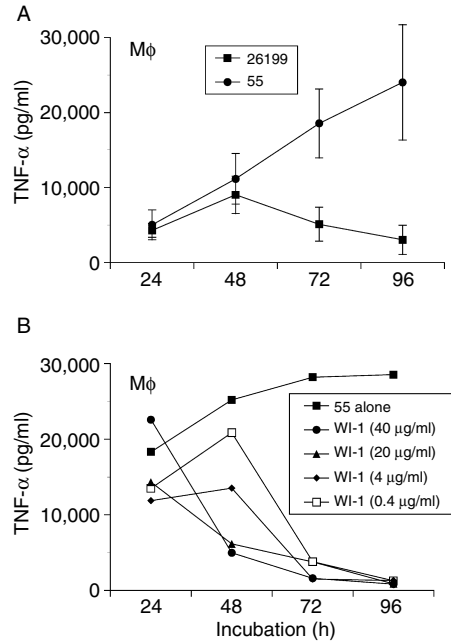 A
30,000
Mϕ
26199
55
20,000
TNF-α (pg/ml)
10,000
0
24 48 72 96
B
30,000
Mϕ
55 alone
WI-1 (40 μg/ml)
WI-1 (20 μg/ml)
WI-1 (4 μg/ml)
WI-1 (0.4 μg/ml)
20,000
TNF-α (pg/ml)
10,000
0
24 48 72 96
Incubation (h)